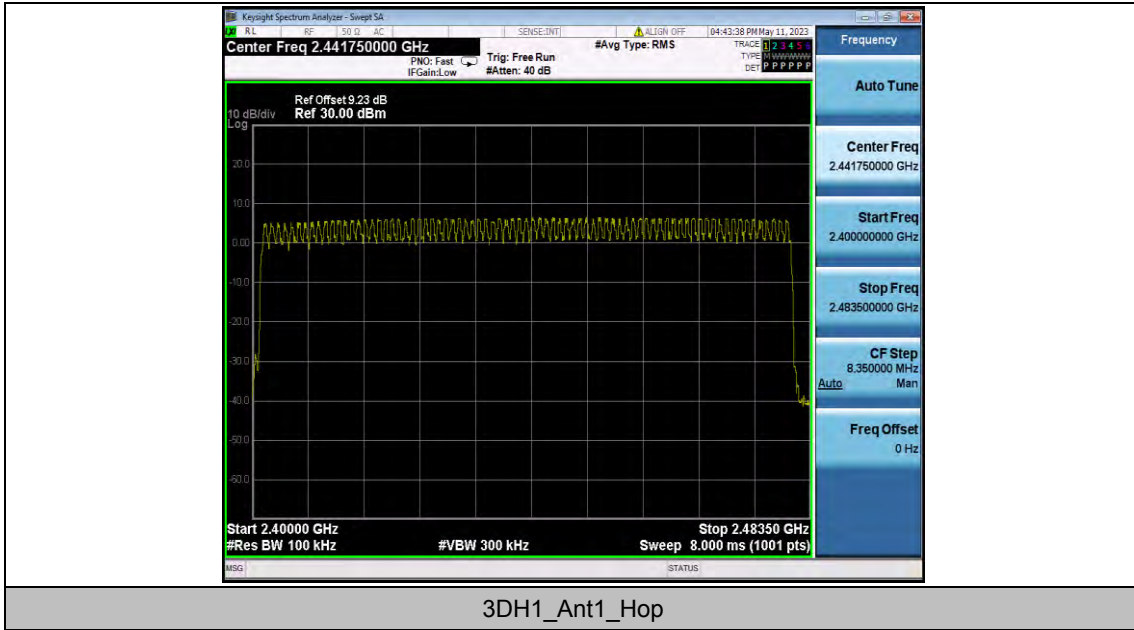 Keysight Spectrum Analyzer - Swept SA
RL RF 50 Ω AC SENSE:INT ALIGN OFF 04:43:38 PM May 11, 2023
Center Freq 2.441750000 GHz
#Avg Type: RMS
TRACE 1 2 3 4 5 6
PNO: Fast Trig: Free Run
TYPE M WWWWW
IFGain:Low #Atten: 40 dB
DET P P P P P P
Frequency
Auto Tune
Ref Offset 9.23 dB
10 dB/div Ref 30.00 dBm
Log
20.0
10.0
0.00
-10.0
-20.0
-30.0
-40.0
-50.0
-60.0
Center Freq
2.441750000 GHz
Start Freq
2.400000000 GHz
Stop Freq
2.483500000 GHz
CF Step
8.350000 MHz
Auto Man
Freq Offset
0 Hz
Start 2.40000 GHz Stop 2.48350 GHz
#Res BW 100 kHz #VBW 300 kHz Sweep 8.000 ms (1001 pts)
MSG STATUS
3DH1_Ant1_Hop